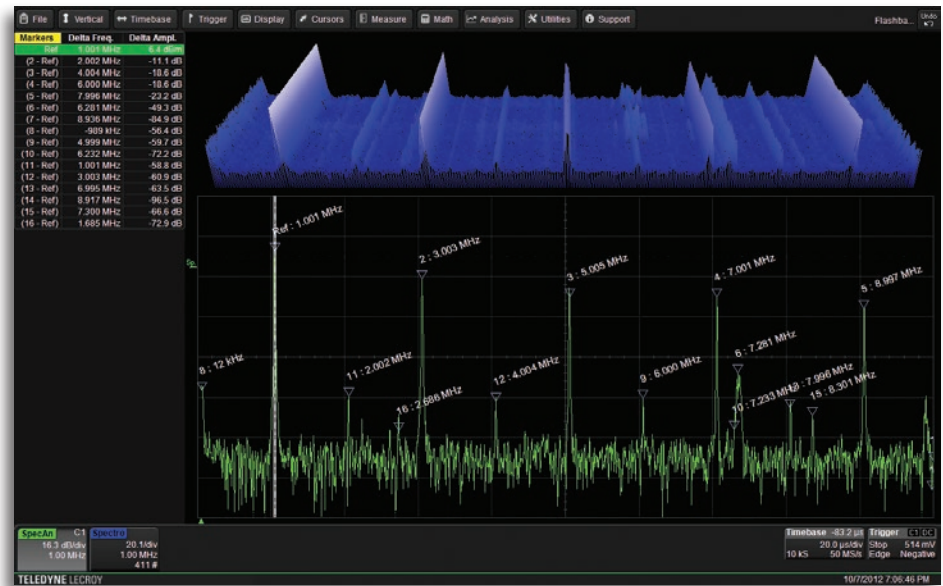 File Vertical Timebase Trigger Display Cursors Measure Math Analysis Utilities Support Flashba... Undo
Markers Delta Freq. Delta Ampl.
Ref 1.001 MHz 6.4 dBm
(2 - Ref) 2.002 MHz -11.1 dB
(3 - Ref) 4.004 MHz -18.6 dB
(4 - Ref) 6.000 MHz -18.6 dB
(5 - Ref) 7.996 MHz -23.2 dB
(6 - Ref) 6.281 MHz -49.3 dB
(7 - Ref) 8.936 MHz -84.9 dB
(8 - Ref) -989 kHz -56.4 dB
(9 - Ref) 4.999 MHz -59.7 dB
(10 - Ref) 6.232 MHz -72.2 dB
(11 - Ref) 1.001 MHz -58.8 dB
(12 - Ref) 3.003 MHz -60.9 dB
(13 - Ref) 6.995 MHz -63.5 dB
(14 - Ref) 8.917 MHz -96.5 dB
(15 - Ref) 7.300 MHz -66.6 dB
(16 - Ref) 1.685 MHz -72.9 dB
Ref : 1.001 MHz
2 : 3.003 MHz
3 : 5.005 MHz
4 : 7.001 MHz
5 : 8.997 MHz
8 : 12 kHz
11 : 2.002 MHz
16 : 2.686 MHz
12 : 4.004 MHz
9 : 6.000 MHz
6 : 7.281 MHz
10 : 7.233 MHz
13 : 7.996 MHz
15 : 8.301 MHz
Sp
SpecAn C1 Spectro
16.3 dB/div 20.1/div
1.00 MHz 1.00 MHz
411 #
Timebase -83.2 µs Trigger C1 DC
20.0 µs/div Stop 514 mV
10 kS 50 MS/s Edge Negative
TELEDYNE LECROY 10/7/2012 7:06:46 PM